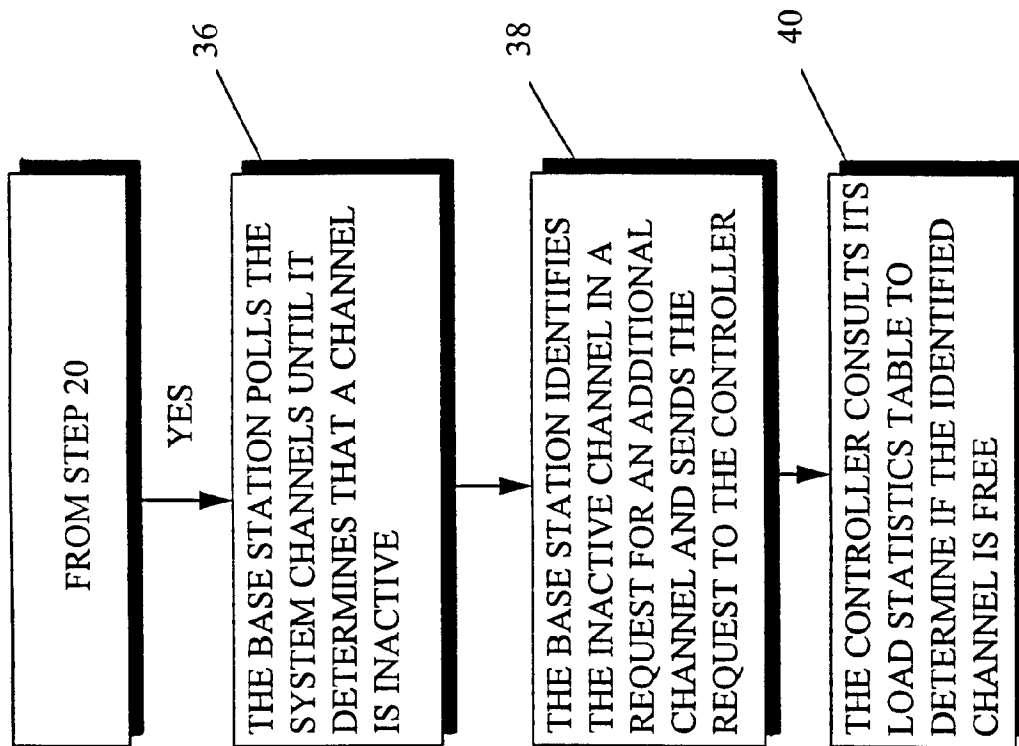 FROM STEP 20
YES
36
THE BASE STATION POLLS THE
SYSTEM CHANNELS UNTIL IT
DETERMINES THAT A CHANNEL
IS INACTIVE
38
THE BASE STATION IDENTIFIES
THE INACTIVE CHANNEL IN A
REQUEST FOR AN ADDITIONAL
CHANNEL AND SENDS THE
REQUEST TO THE CONTROLLER
40
THE CONTROLLER CONSULTS ITS
LOAD STATISTICS TABLE TO
DETERMINE IF THE IDENTIFIED
CHANNEL IS FREE